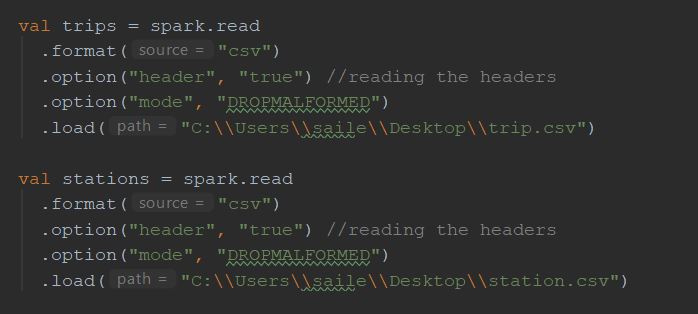 val trips = spark.read
.format( source = "csv")
.option("header", "true") //reading the headers
.option("mode", "DROPMALFORMED")
.load( path = "C:\\Users\\saile\\Desktop\\trip.csv")
val stations = spark.read
.format( source = "csv")
.option("header", "true") //reading the headers
.option("mode", "DROPMALFORMED")
.load( path = "C:\\Users\\saile\\Desktop\\station.csv")